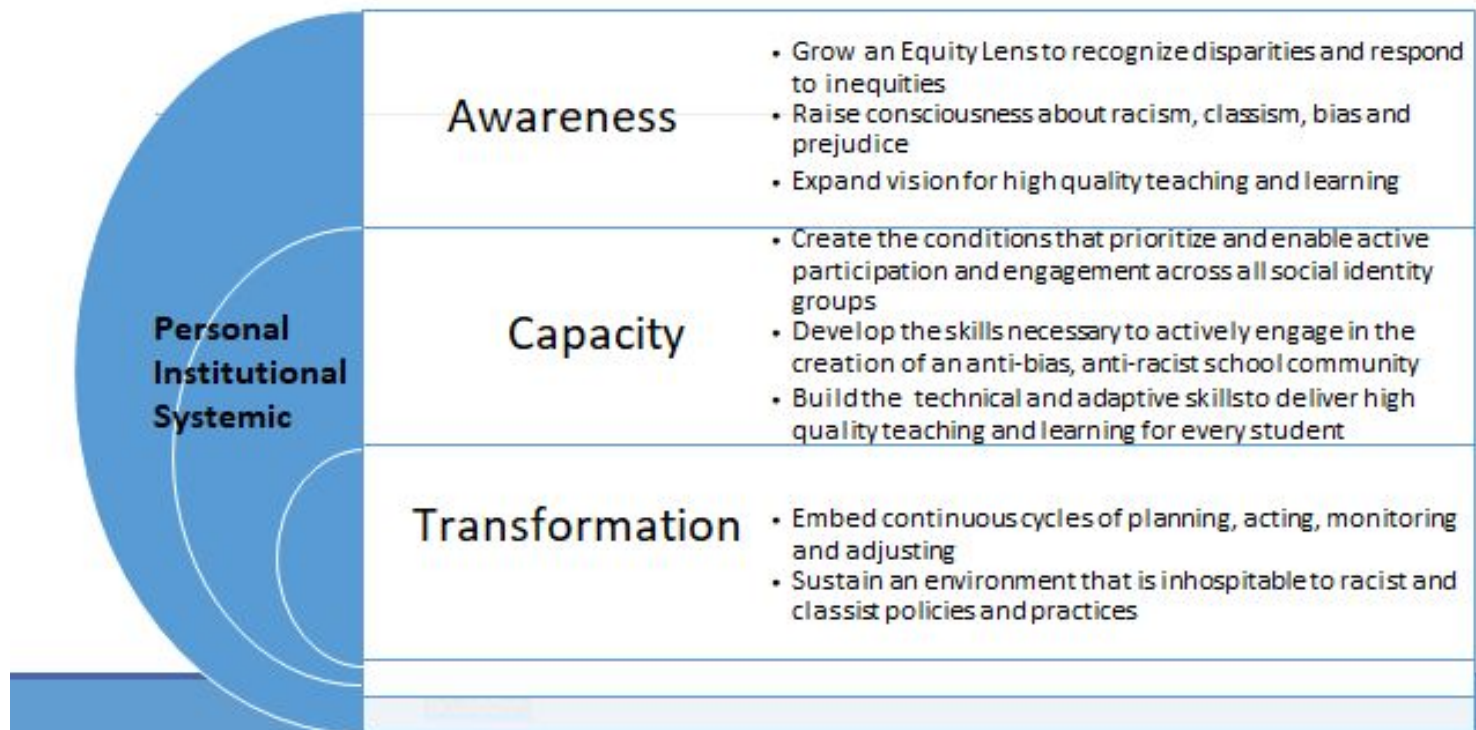 Personal
Institutional
Systemic
Awareness
• Grow an Equity Lens to recognize disparities and respond
to inequities
• Raise consciousness about racism, classism, bias and
prejudice
• Expand vision for high quality teaching and learning
Capacity
• Create the conditions that prioritize and enable active
participation and engagement across all social identity
groups
• Develop the skills necessary to actively engage in the
creation of an anti-bias, anti-racist school community
• Build the technical and adaptive skills to deliver high
quality teaching and learning for every student
Transformation
• Embed continuous cycles of planning, acting, monitoring
and adjusting
• Sustain an environment that is inhospitable to racist and
classist policies and practices